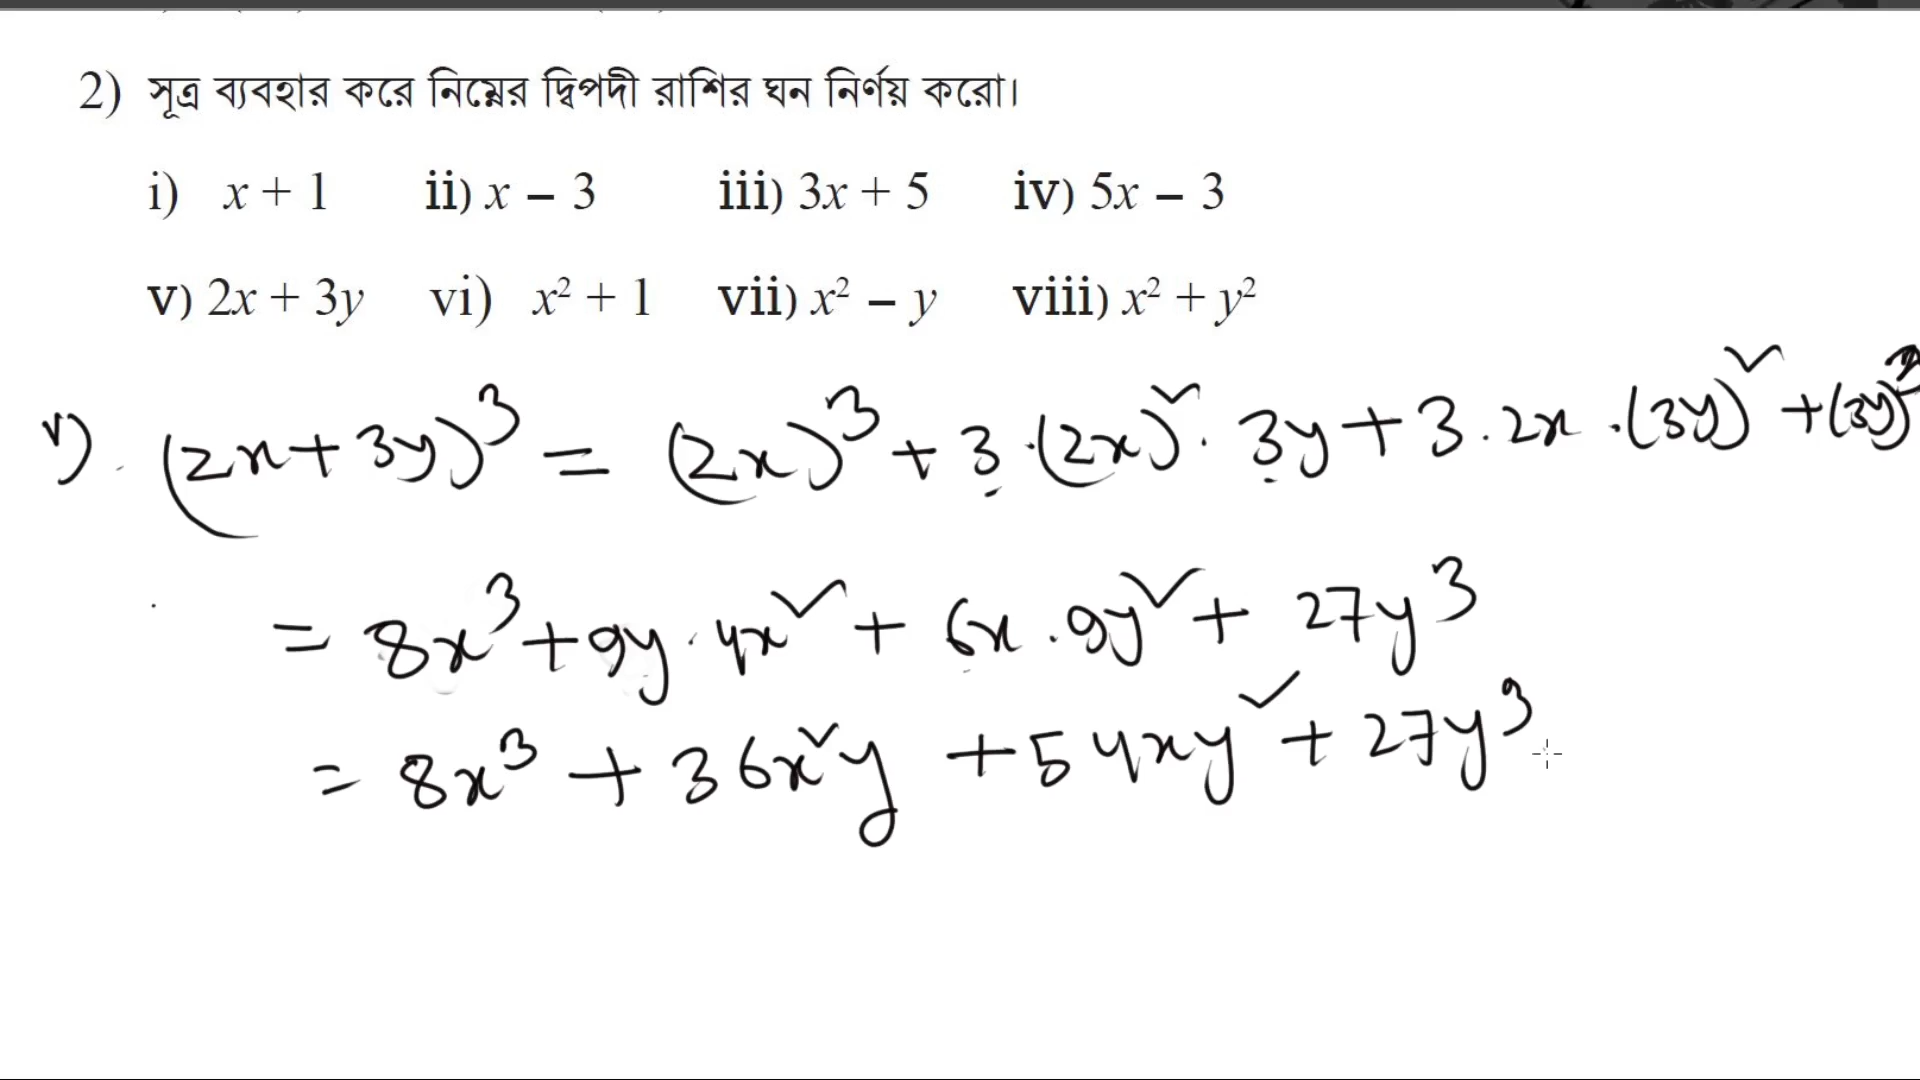 2) সূত্র ব্যবহার করে নিম্নের দ্বিপদী রাশির ঘন নির্ণয় করো।
i) x + 1 ii) x – 3 iii) 3x + 5 iv) 5x – 3
v) 2x + 3y vi) x² + 1 vii) x² – y viii) x² + y²
v). (2x+3y)³ = (2x)³ + 3·(2x)²·3y + 3·2x·(3y)² + (3y)³
= 8x³ + 9y·4x² + 6x·9y² + 27y³
= 8x³ + 36x²y + 54xy² + 27y³